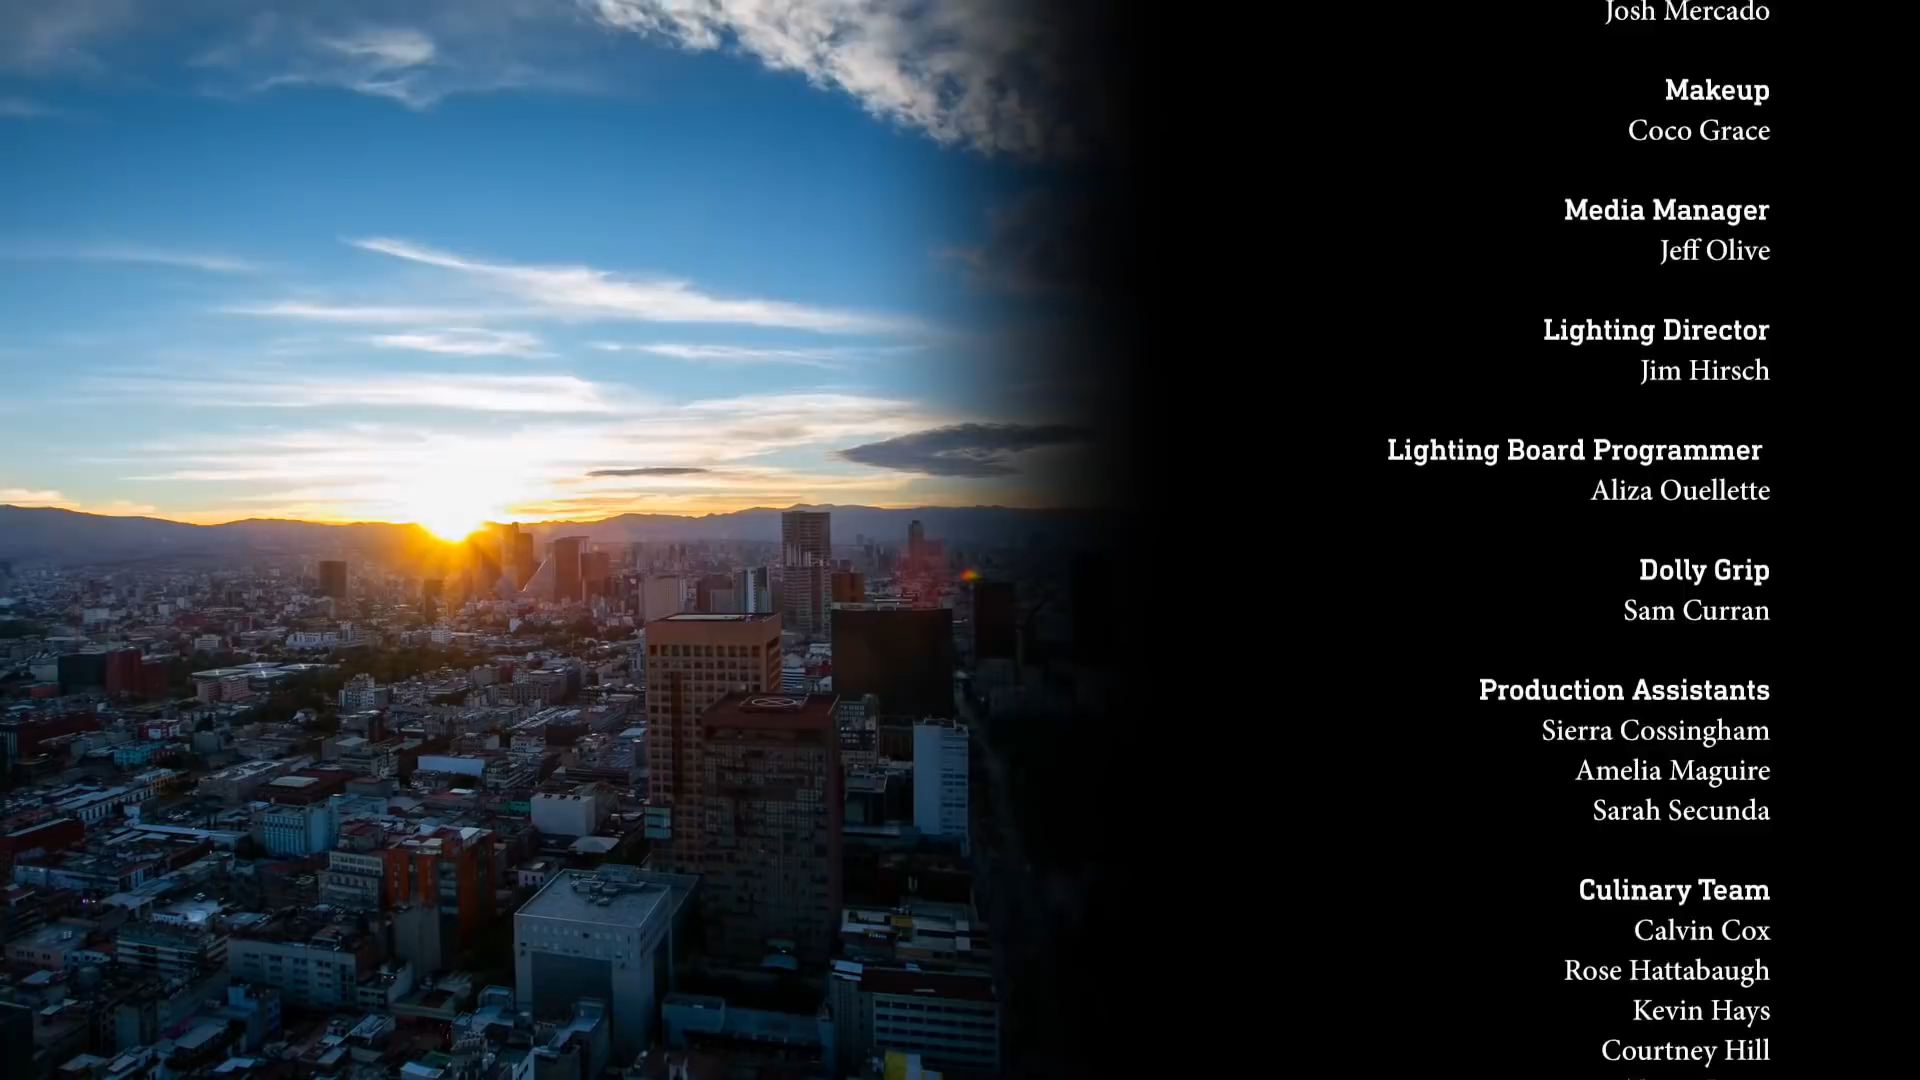 Josh Mercado
Makeup
Coco Grace
Media Manager
Jeff Olive
Lighting Director
Jim Hirsch
Lighting Board Programmer
Aliza Ouellette
Dolly Grip
Sam Curran
Production Assistants
Sierra Cossingham
Amelia Maguire
Sarah Secunda
Culinary Team
Calvin Cox
Rose Hattabaugh
Kevin Hays
Courtney Hill